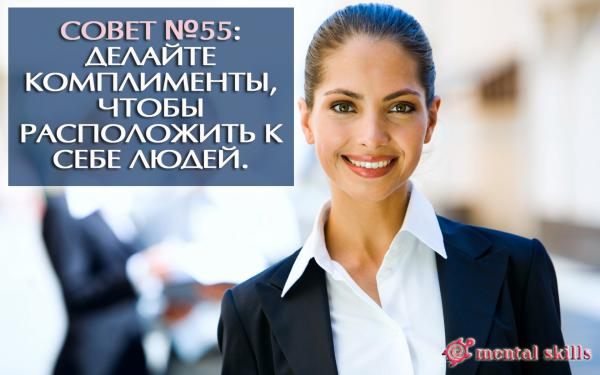 СОВЕТ №55:
ДЕЛАЙТЕ
КОМПЛИМЕНТЫ,
ЧТОБЫ
РАСПОЛОЖИТЬ К
СЕБЕ ЛЮДЕЙ.
mental skills